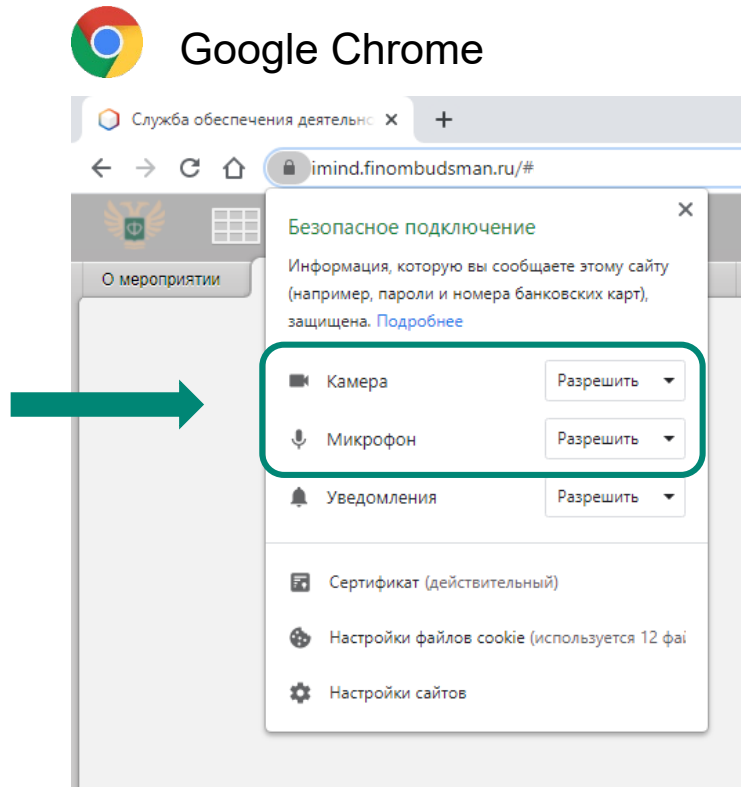 Google Chrome
Служба обеспечения деятельно
imind.finombudsman.ru/#
Ф
Безопасное подключение
О мероприятии
Информация, которую вы сообщаете этому сайту
(например, пароли и номера банковских карт),
защищена. Подробнее
Камера Разрешить
Микрофон Разрешить
Уведомления Разрешить
Сертификат (действительный)
Настройки файлов cookie (используется 12 фай
Настройки сайтов